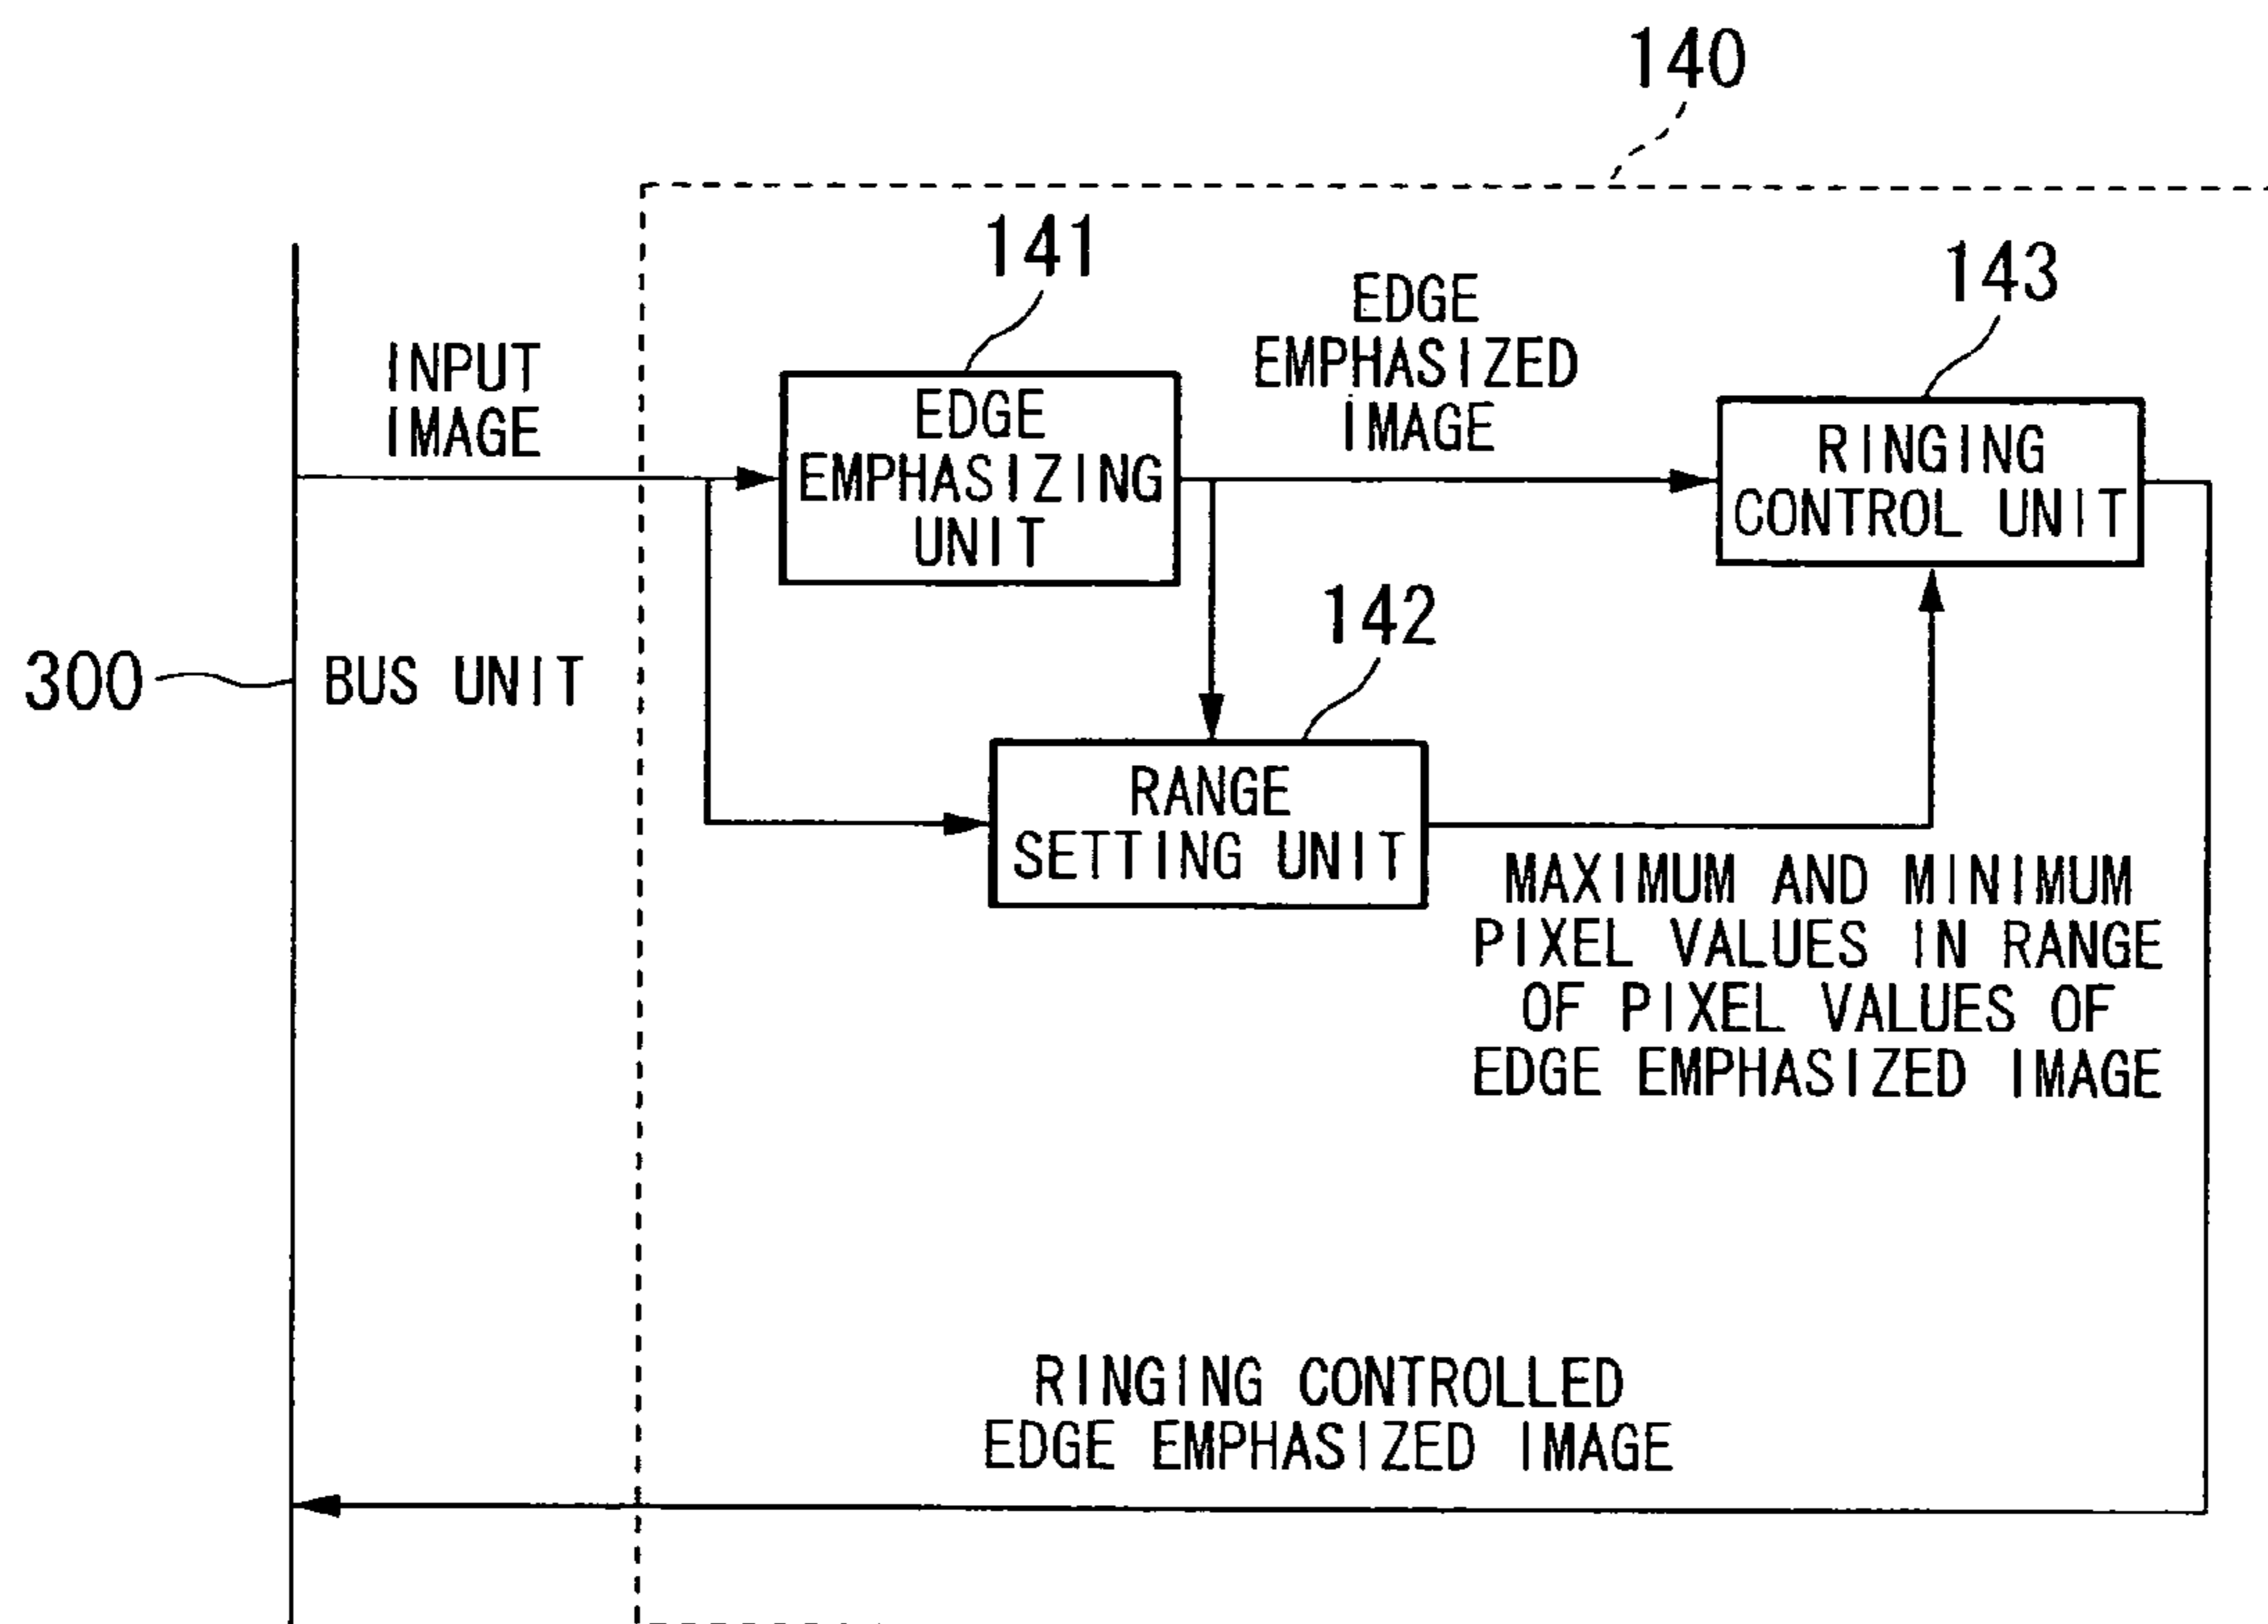 140
141
143
EDGE
EMPHASIZED
IMAGE
INPUT
IMAGE
EDGE
EMPHASIZING
UNIT
RINGING
CONTROL UNIT
142
300
BUS UNIT
RANGE
SETTING UNIT
MAXIMUM AND MINIMUM
PIXEL VALUES IN RANGE
OF PIXEL VALUES OF
EDGE EMPHASIZED IMAGE
RINGING CONTROLLED
EDGE EMPHASIZED IMAGE